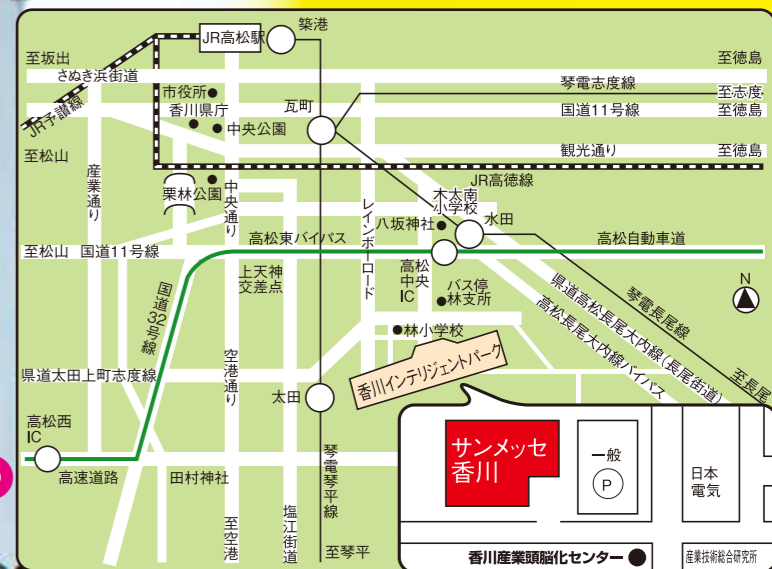 築港
JR高松駅
至坂出
さぬき浜街道
至徳島
琴電志度線
至志度
市役所
瓦町
香川県庁
国道11号線
至徳島
中央公園
JR予讃線
至松山
観光通り
至徳島
産業通り
栗林公園
中央通り
レインボーロード
JR高徳線
木太南
小学校
八坂神社
水田
至松山
国道11号線
高松東バイパス
高松自動車道
上天神
交差点
高松
中央
IC
バス停
林支所
N
国道32号線
県道高松長尾大内線(長尾街道)
琴電長尾線
高松長尾大内線バイパス
至長尾
林小学校
香川インテリジェントパーク
県道太田上町志度線
空港通り
太田
高松西
IC
高速道路
田村神社
琴電琴平線
至空港
塩江街道
至琴平
サンメッセ
香川
一般
P
日本
電気
香川産業頭脳化センター
産業技術総合研究所